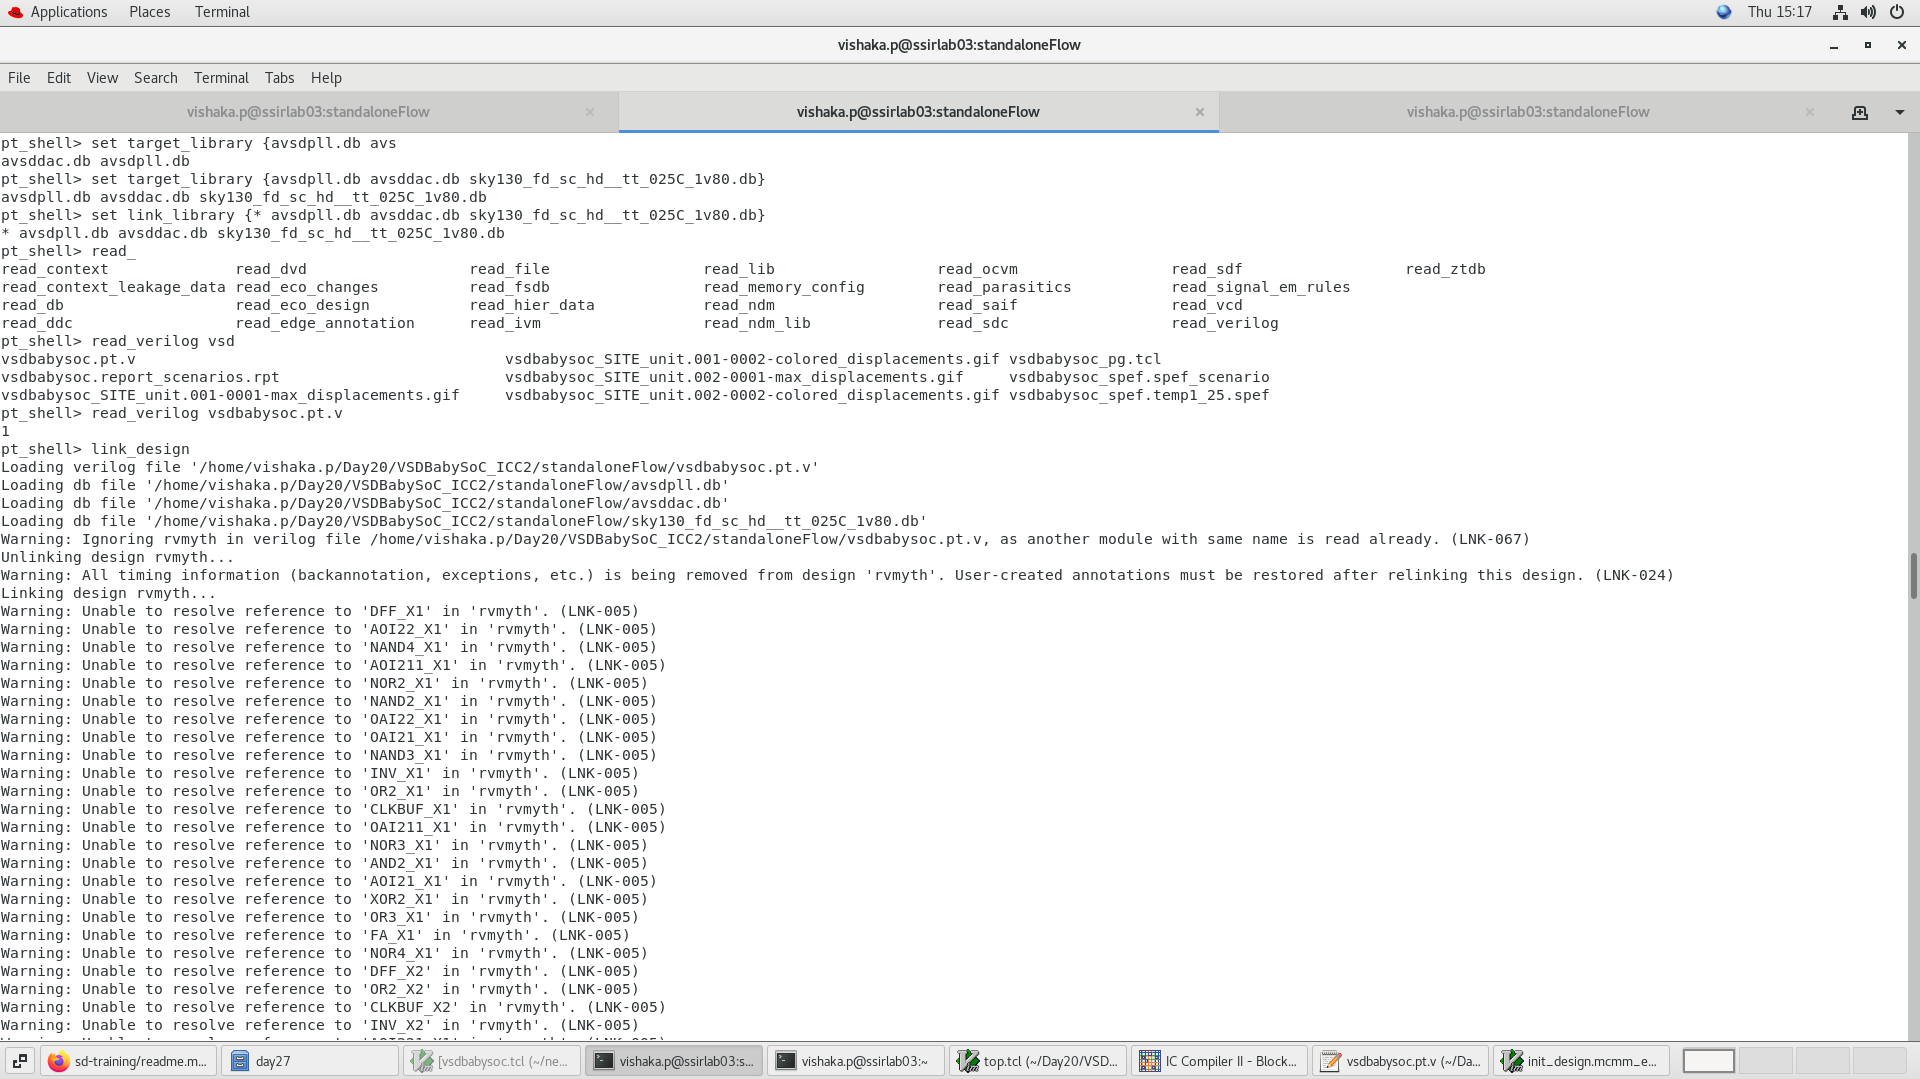 Applications Places Terminal Thu 15:17
vishaka.p@ssirlab03:standaloneFlow
File Edit View Search Terminal Tabs Help
vishaka.p@ssirlab03:standaloneFlow vishaka.p@ssirlab03:standaloneFlow vishaka.p@ssirlab03:standaloneFlow
pt_shell> set target_library {avsdpll.db avs
avsddac.db avsdpll.db
pt_shell> set target_library {avsdpll.db avsddac.db sky130_fd_sc_hd__tt_025C_1v80.db}
avsdpll.db avsddac.db sky130_fd_sc_hd__tt_025C_1v80.db
pt_shell> set link_library {* avsdpll.db avsddac.db sky130_fd_sc_hd__tt_025C_1v80.db}
* avsdpll.db avsddac.db sky130_fd_sc_hd__tt_025C_1v80.db
pt_shell> read_
read_context read_dvd read_file read_lib read_ocvm read_sdf read_ztdb
read_context_leakage_data read_eco_changes read_fsdb read_memory_config read_parasitics read_signal_em_rules
read_db read_eco_design read_hier_data read_ndm read_saif read_vcd
read_ddc read_edge_annotation read_ivm read_ndm_lib read_sdc read_verilog
pt_shell> read_verilog vsd
vsdbabysoc.pt.v vsdbabysoc_SITE_unit.001-0002-colored_displacements.gif vsdbabysoc_pg.tcl
vsdbabysoc.report_scenarios.rpt vsdbabysoc_SITE_unit.002-0001-max_displacements.gif vsdbabysoc_spef.spef_scenario
vsdbabysoc_SITE_unit.001-0001-max_displacements.gif vsdbabysoc_SITE_unit.002-0002-colored_displacements.gif vsdbabysoc_spef.temp1_25.spef
pt_shell> read_verilog vsdbabysoc.pt.v
1
pt_shell> link_design
Loading verilog file '/home/vishaka.p/Day20/VSDBabySoC_ICC2/standaloneFlow/vsdbabysoc.pt.v'
Loading db file '/home/vishaka.p/Day20/VSDBabySoC_ICC2/standaloneFlow/avsdpll.db'
Loading db file '/home/vishaka.p/Day20/VSDBabySoC_ICC2/standaloneFlow/avsddac.db'
Loading db file '/home/vishaka.p/Day20/VSDBabySoC_ICC2/standaloneFlow/sky130_fd_sc_hd__tt_025C_1v80.db'
Warning: Ignoring rvmyth in verilog file /home/vishaka.p/Day20/VSDBabySoC_ICC2/standaloneFlow/vsdbabysoc.pt.v, as another module with same name is read already. (LNK-067)
Unlinking design rvmyth...
Warning: All timing information (backannotation, exceptions, etc.) is being removed from design 'rvmyth'. User-created annotations must be restored after relinking this design. (LNK-024)
Linking design rvmyth...
Warning: Unable to resolve reference to 'DFF_X1' in 'rvmyth'. (LNK-005)
Warning: Unable to resolve reference to 'AOI22_X1' in 'rvmyth'. (LNK-005)
Warning: Unable to resolve reference to 'NAND4_X1' in 'rvmyth'. (LNK-005)
Warning: Unable to resolve reference to 'AOI211_X1' in 'rvmyth'. (LNK-005)
Warning: Unable to resolve reference to 'NOR2_X1' in 'rvmyth'. (LNK-005)
Warning: Unable to resolve reference to 'NAND2_X1' in 'rvmyth'. (LNK-005)
Warning: Unable to resolve reference to 'OAI22_X1' in 'rvmyth'. (LNK-005)
Warning: Unable to resolve reference to 'OAI21_X1' in 'rvmyth'. (LNK-005)
Warning: Unable to resolve reference to 'NAND3_X1' in 'rvmyth'. (LNK-005)
Warning: Unable to resolve reference to 'INV_X1' in 'rvmyth'. (LNK-005)
Warning: Unable to resolve reference to 'OR2_X1' in 'rvmyth'. (LNK-005)
Warning: Unable to resolve reference to 'CLKBUF_X1' in 'rvmyth'. (LNK-005)
Warning: Unable to resolve reference to 'OAI211_X1' in 'rvmyth'. (LNK-005)
Warning: Unable to resolve reference to 'NOR3_X1' in 'rvmyth'. (LNK-005)
Warning: Unable to resolve reference to 'AND2_X1' in 'rvmyth'. (LNK-005)
Warning: Unable to resolve reference to 'AOI21_X1' in 'rvmyth'. (LNK-005)
Warning: Unable to resolve reference to 'XOR2_X1' in 'rvmyth'. (LNK-005)
Warning: Unable to resolve reference to 'OR3_X1' in 'rvmyth'. (LNK-005)
Warning: Unable to resolve reference to 'FA_X1' in 'rvmyth'. (LNK-005)
Warning: Unable to resolve reference to 'NOR4_X1' in 'rvmyth'. (LNK-005)
Warning: Unable to resolve reference to 'DFF_X2' in 'rvmyth'. (LNK-005)
Warning: Unable to resolve reference to 'OR2_X2' in 'rvmyth'. (LNK-005)
Warning: Unable to resolve reference to 'CLKBUF_X2' in 'rvmyth'. (LNK-005)
Warning: Unable to resolve reference to 'INV_X2' in 'rvmyth'. (LNK-005)
sd-training/readme.m... day27 [vsdbabysoc.tcl (~/ne... vishaka.p@ssirlab03:s... vishaka.p@ssirlab03:~ top.tcl (~/Day20/VSD... IC Compiler II - Block... vsdbabysoc.pt.v (~/Da... init_design.mcmm_e...